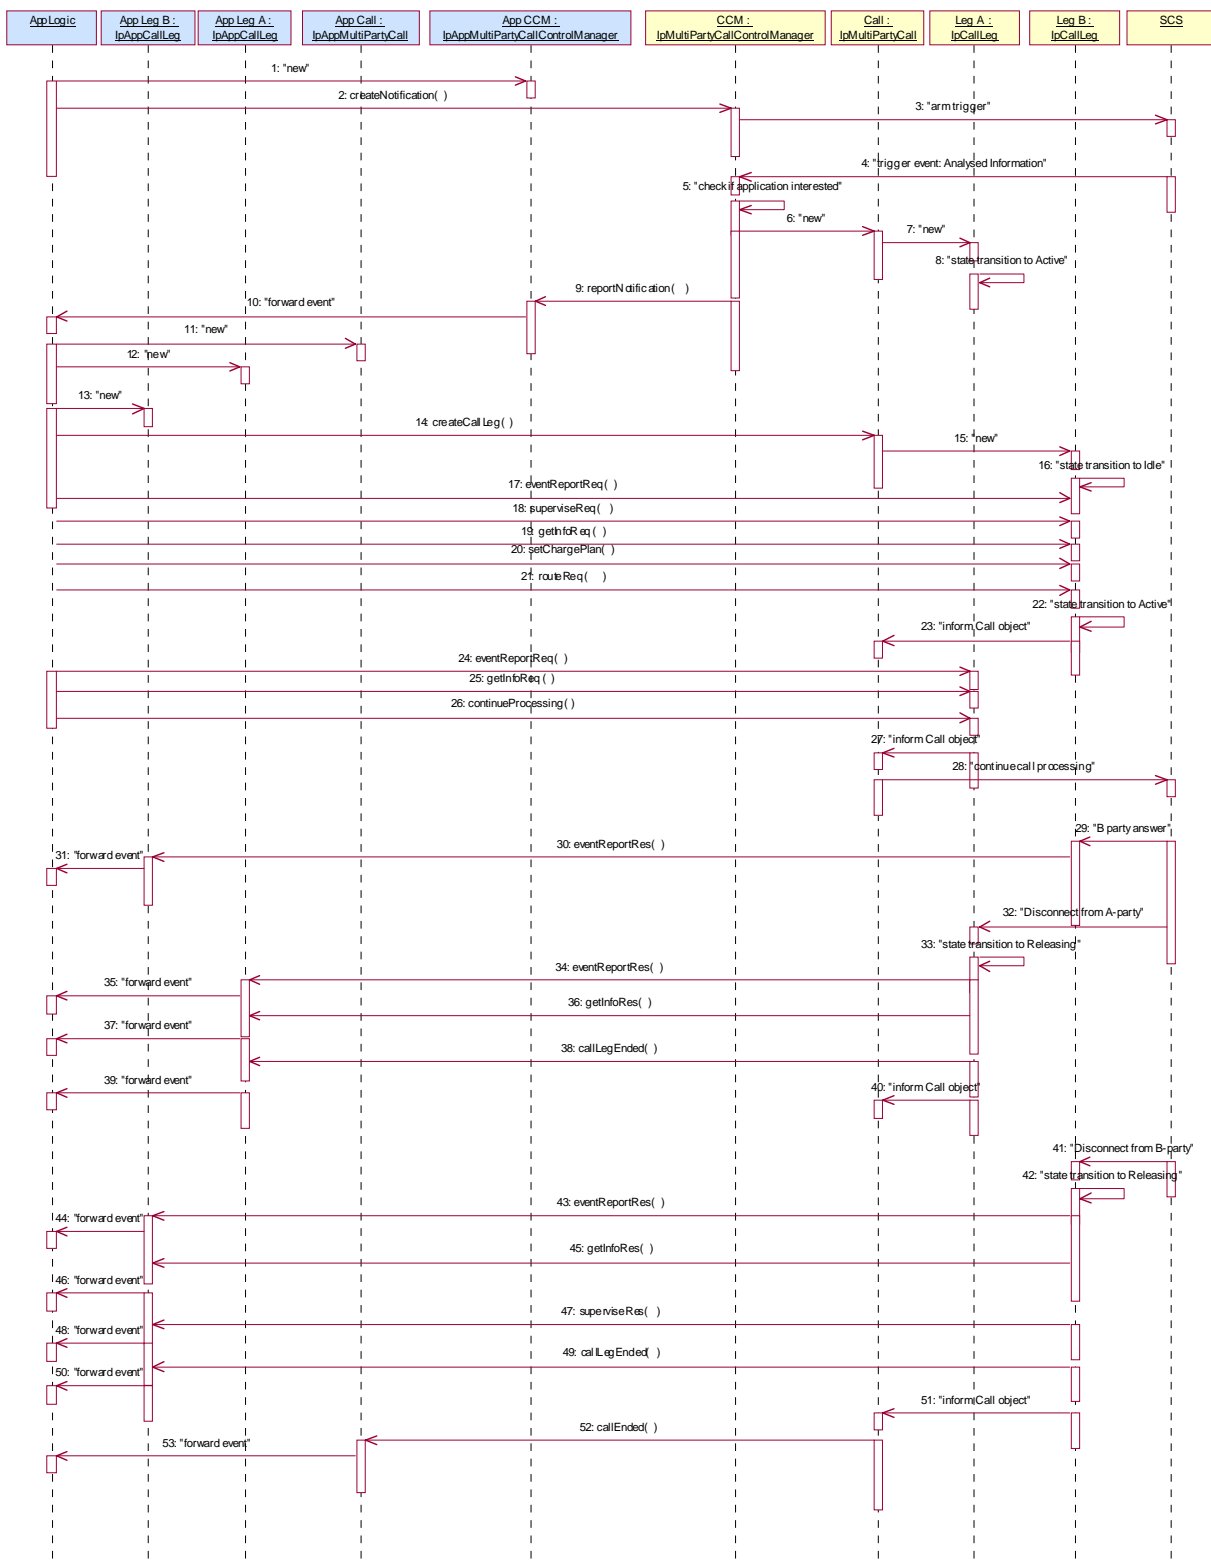 AppLogic
App Leg B :
IpAppCallLeg
App Leg A :
IpAppCallLeg
App Call :
IpAppMultiPartyCall
App CCM :
IpAppMultiPartyCallControlManager
CCM :
IpMultiPartyCallControlManager
Call :
IpMultiPartyCall
Leg A :
IpCallLeg
Leg B :
IpCallLeg
SCS
1: "new"
2: createNotification( )
3: "arm trigger"
4: "trigger event: Analysed Information"
5: "check if application interested"
6: "new"
7: "new"
8: "state transition to Active"
9: reportNotification( )
10: "forward event"
11: "new"
12: "new"
13: "new"
14: createCallLeg( )
15: "new"
16: "state transition to Idle"
17: eventReportReq( )
18: superviseReq( )
19: getInfoReq( )
20: setChargePlan( )
21: routeReq( )
22: "state transition to Active"
23: "inform Call object"
24: eventReportReq( )
25: getInfoReq( )
26: continueProcessing( )
27: "inform Call object"
28: "continue call processing"
29: "B party answer"
30: eventReportRes( )
31: "forward event"
32: "Disconnect from A-party"
33: "state transition to Releasing"
34: eventReportRes( )
35: "forward event"
36: getInfoRes( )
37: "forward event"
38: callLegEnded( )
39: "forward event"
40: "inform Call object"
41: "Disconnect from B-party"
42: "state transition to Releasing"
43: eventReportRes( )
44: "forward event"
45: getInfoRes( )
46: "forward event"
47: superviseRes( )
48: "forward event"
49: callLegEnded( )
50: "forward event"
51: "inform Call object"
52: callEnded( )
53: "forward event"